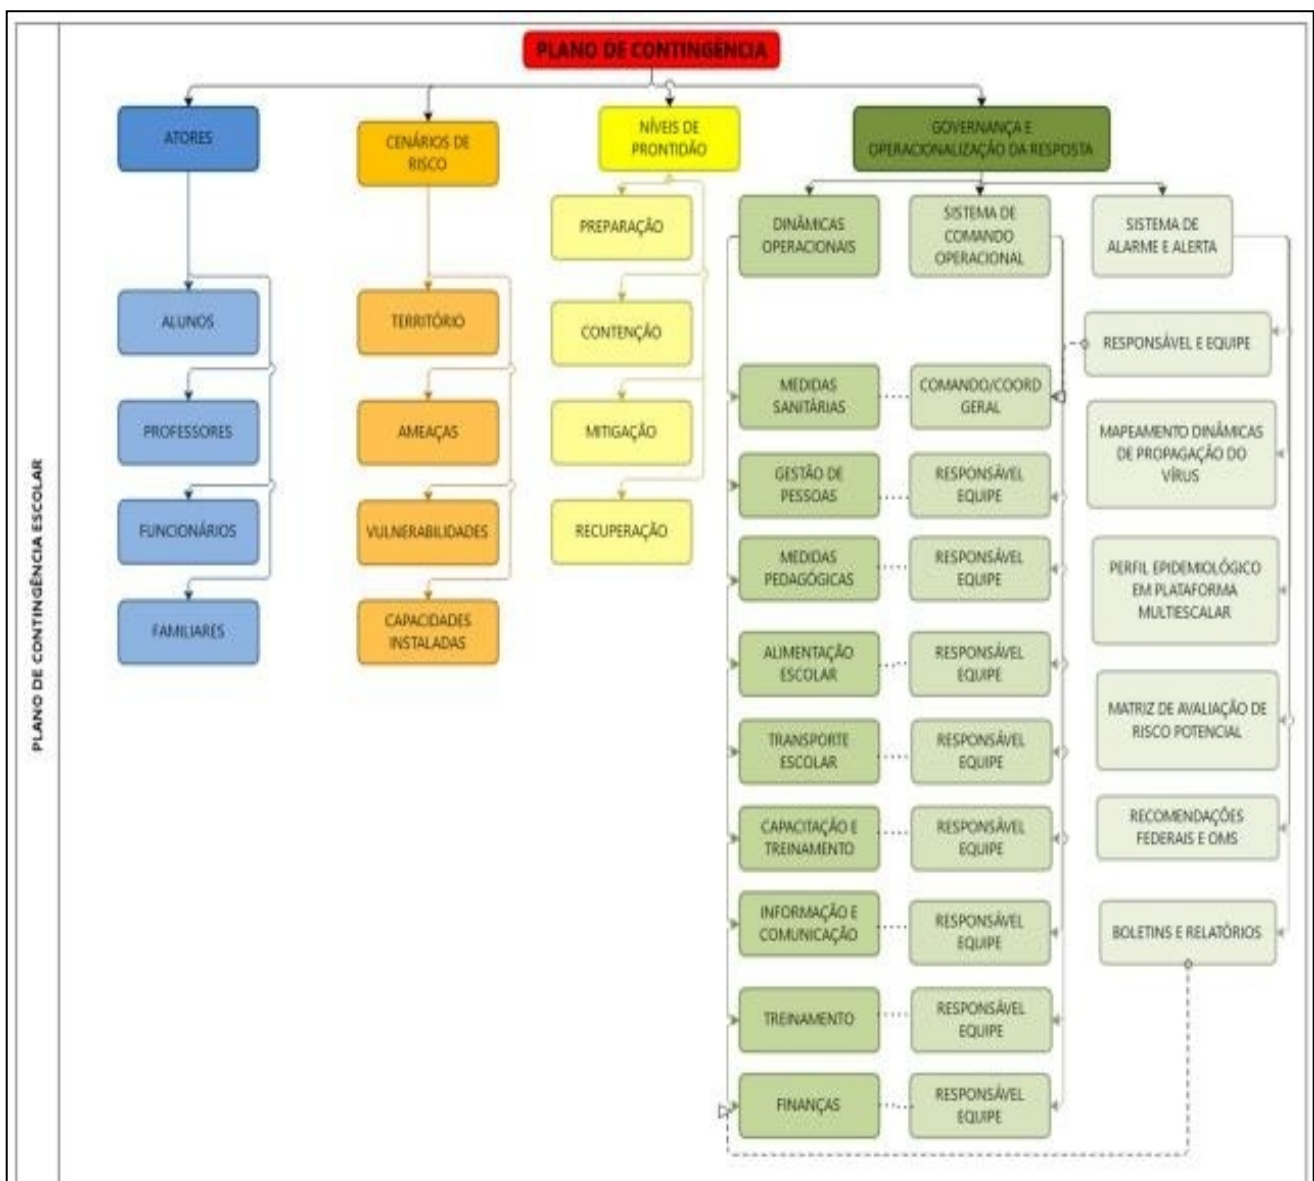 PLANO DE CONTINGÊNCIA ESCOLAR
PLANO DE CONTINGÊNCIA
ATORES
ALUNOS
PROFESSORES
FUNCIONÁRIOS
FAMILIARES
CENÁRIOS DE
RISCO
TERRITÓRIO
AMEAÇAS
VULNERABILIDADES
CAPACIDADES
INSTALADAS
NÍVEIS DE
PRONTIDÃO
PREPARAÇÃO
CONTENÇÃO
MITIGAÇÃO
RECUPERAÇÃO
GOVERNANÇA E
OPERACIONALIZAÇÃO DA RESPOSTA
DINÂMICAS
OPERACIONAIS
MEDIDAS
SANITÁRIAS
GESTÃO DE
PESSOAS
MEDIDAS
PEDAGÓGICAS
ALIMENTAÇÃO
ESCOLAR
TRANSPORTE
ESCOLAR
CAPACITAÇÃO E
TREINAMENTO
INFORMAÇÃO E
COMUNICAÇÃO
TREINAMENTO
FINANÇAS
SISTEMA DE
COMANDO
OPERACIONAL
COMANDO/COORD
GERAL
RESPONSÁVEL
EQUIPE
RESPONSÁVEL
EQUIPE
RESPONSÁVEL
EQUIPE
RESPONSÁVEL
EQUIPE
RESPONSÁVEL
EQUIPE
RESPONSÁVEL
EQUIPE
RESPONSÁVEL
EQUIPE
RESPONSÁVEL
EQUIPE
SISTEMA DE
ALARME E ALERTA
RESPONSÁVEL E EQUIPE
MAPEAMENTO DINÂMICAS
DE PROPAGAÇÃO DO
VÍRUS
PERFIL EPIDEMIOLÓGICO
EM PLATAFORMA
MULTIESCALAR
MATRIZ DE AVALIAÇÃO DE
RISCO POTENCIAL
RECOMENDAÇÕES
FEDERAIS E OMS
BOLETINS E RELATÓRIOS